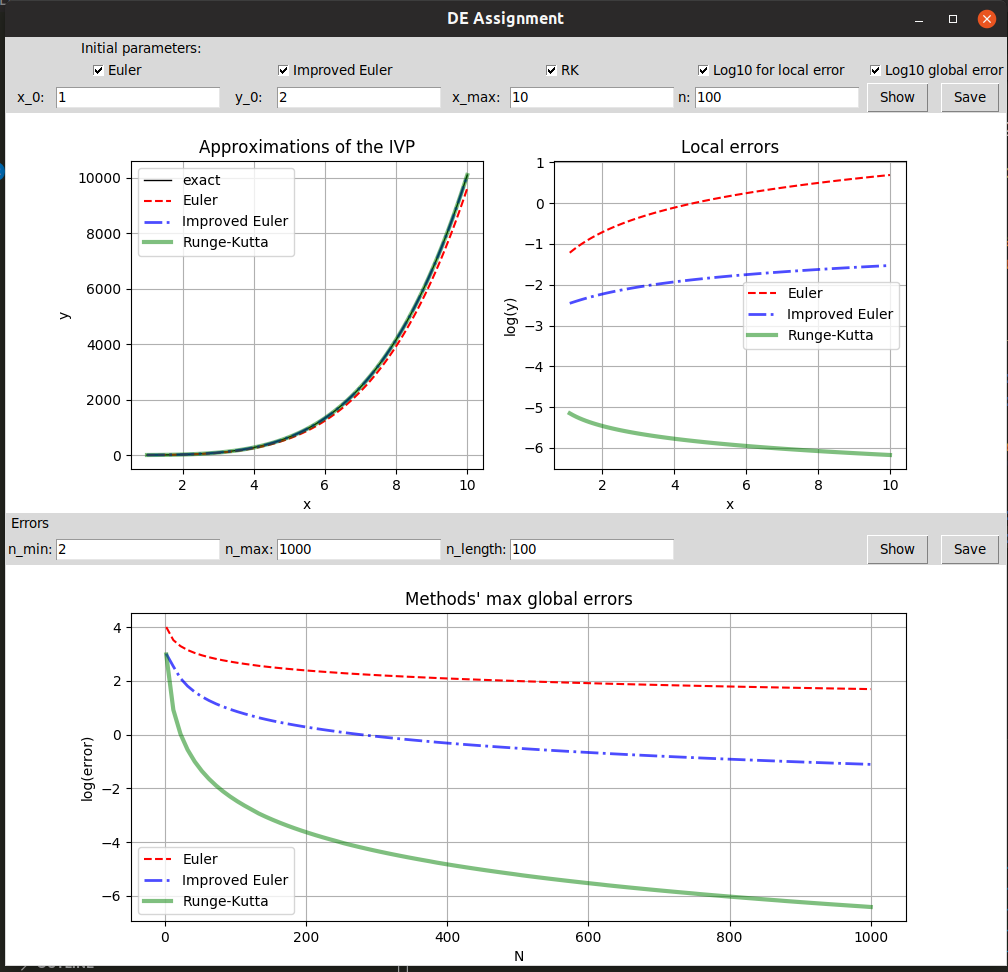 DE Assignment
Initial parameters:
Euler
Improved Euler
RK
Log10 for local error
Log10 global error
x_0: 1
y_0: 2
x_max: 10
n: 100
Show
Save
Approximations of the IVP
y
10000
8000
6000
4000
2000
0
exact
Euler
Improved Euler
Runge-Kutta
2 4 6 8 10
x
Local errors
log(y)
1
0
−1
−2
−3
−4
−5
−6
Euler
Improved Euler
Runge-Kutta
2 4 6 8 10
x
Errors
n_min: 2
n_max: 1000
n_length: 100
Show
Save
Methods' max global errors
log(error)
4
2
0
−2
−4
−6
Euler
Improved Euler
Runge-Kutta
0 200 400 600 800 1000
N